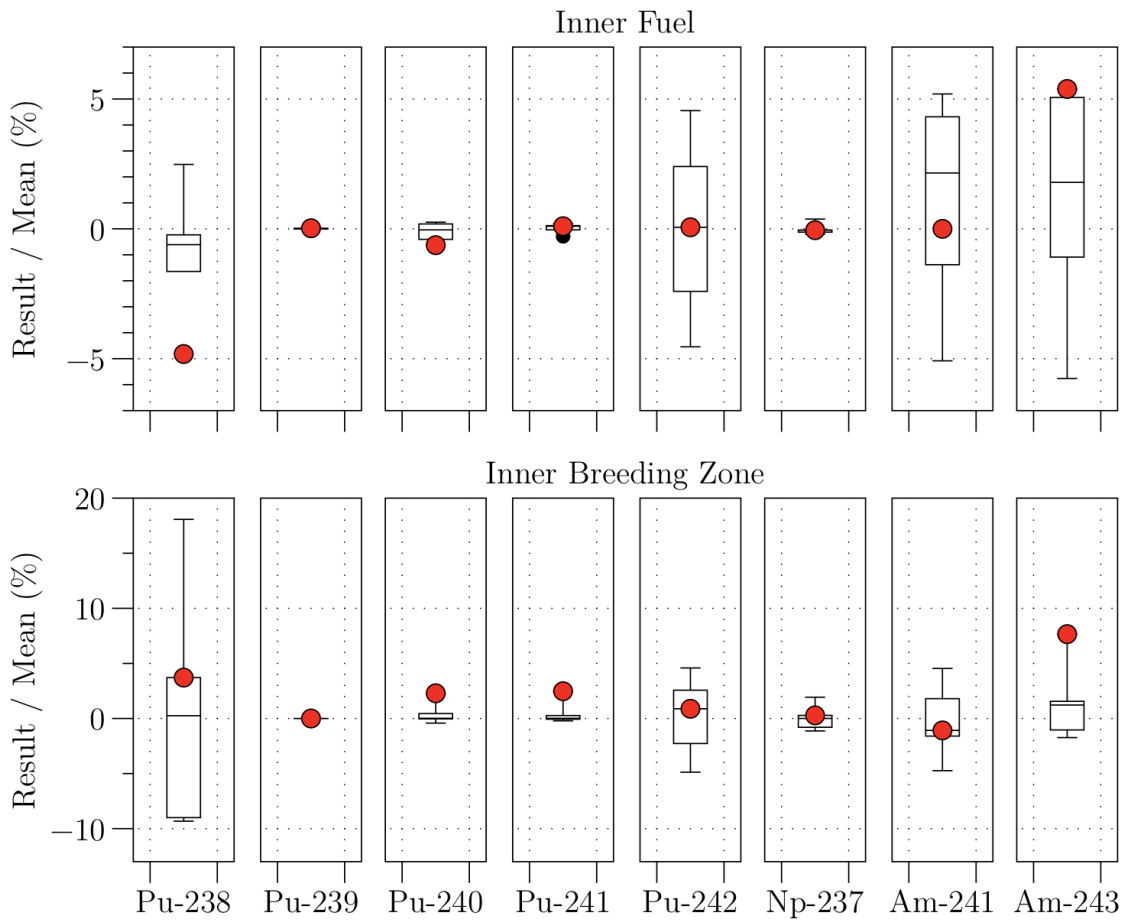 Inner Fuel
Result / Mean (%)
5
0
−5
Inner Breeding Zone
Result / Mean (%)
20
10
0
−10
Pu-238 Pu-239 Pu-240 Pu-241 Pu-242 Np-237 Am-241 Am-243